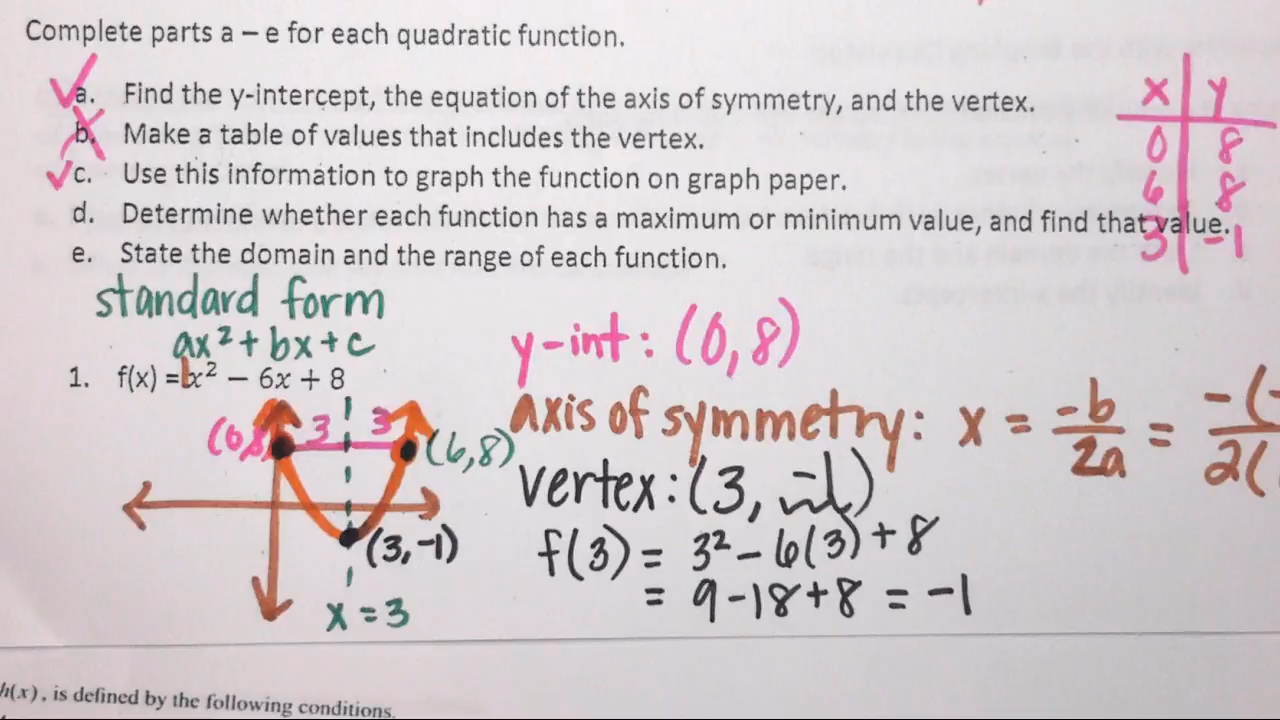 Complete parts a – e for each quadratic function.
a. Find the y-intercept, the equation of the axis of symmetry, and the vertex.
b. Make a table of values that includes the vertex.
c. Use this information to graph the function on graph paper.
d. Determine whether each function has a maximum or minimum value, and find that value.
e. State the domain and the range of each function.
x y
0 8
6 8
3 -1
standard form
ax² + bx + c
1. f(x) = 1x² – 6x + 8
y-int: (0,8)
axis of symmetry: x = -b/2a = -(-
2(
vertex: (3, -1)
f(3) = 3² - 6(3) + 8
= 9 - 18 + 8 = -1
(0,8) 3 3 (6,8)
(3,-1)
x = 3
h(x), is defined by the following conditions.